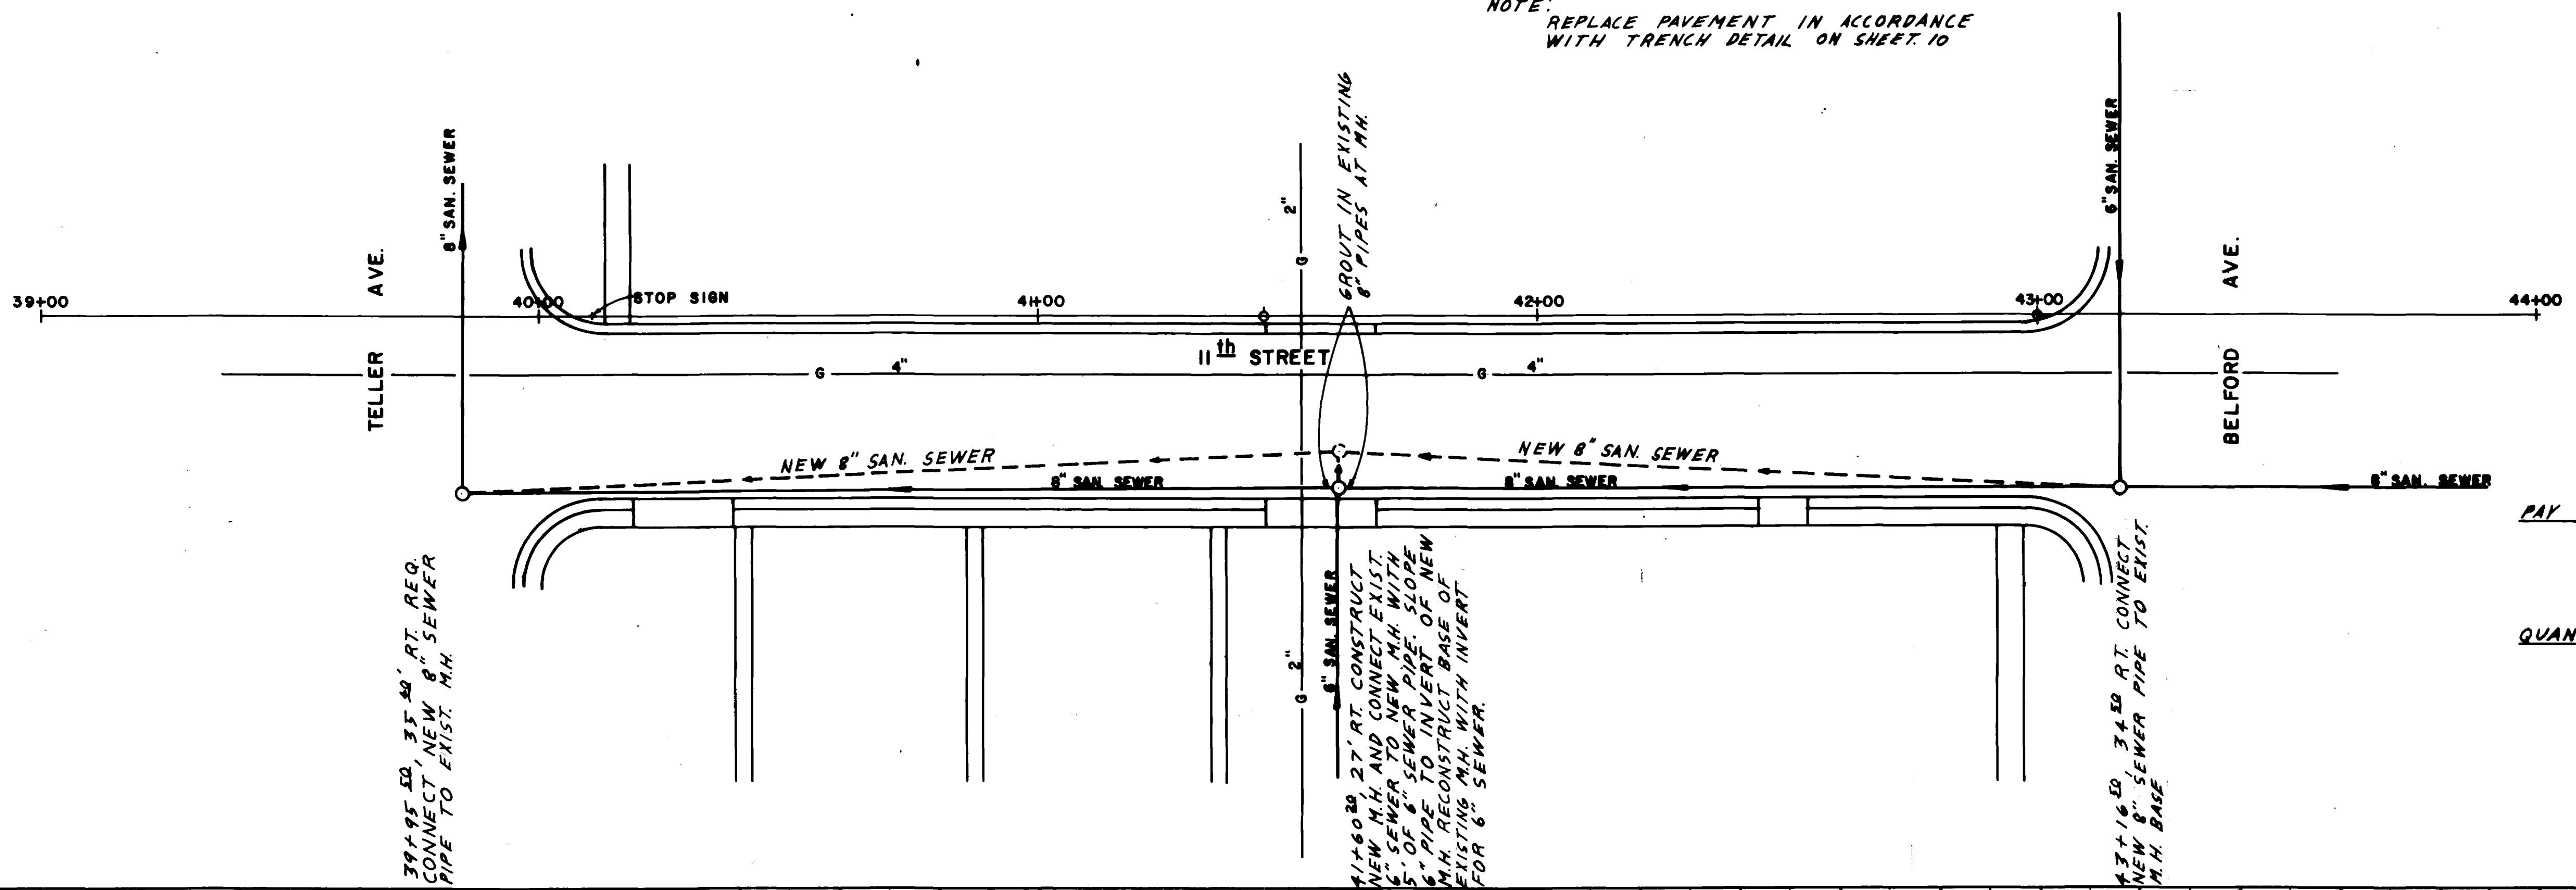 NOTE:
REPLACE PAVEMENT IN ACCORDANCE
WITH TRENCH DETAIL ON SHEET. 10
8" SAN. SEWER
TELLER AVE.
GROUT IN EXISTING
8" PIPES AT MH.
2"
G
6" SAN. SEWER
BELFORD AVE.
39+00
40+00
STOP SIGN
41+00
42+00
43+00
44+00
11th STREET
G 4"
G 4"
NEW 8" SAN. SEWER
NEW 8" SAN. SEWER
8" SAN. SEWER
8" SAN. SEWER
8" SAN. SEWER
PAY
QUAN
G 2"
6" SAN. SEWER
39+95 50, 35 RT. REQ.
CONNECT NEW 8" SEWER
PIPE TO EXIST. M.H.
41+60 20, 27' RT. CONSTRUCT
NEW M.H. AND CONNECT EXIST.
6" SEWER TO NEW M.H. WITH
5' OF 6" SEWER PIPE. SLOPE
6" PIPE TO INVERT OF NEW
M.H. RECONSTRUCT BASE OF
EXISTING M.H. WITH INVERT
FOR 6" SEWER.
43+16 50, 34 50 RT. CONNECT
NEW 8" SEWER PIPE TO EXIST.
M.H. BASE